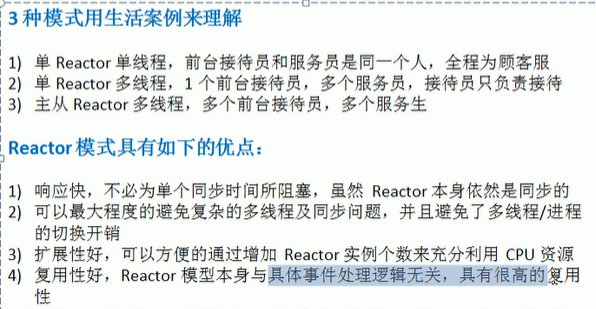 3 种模式用生活案例来理解
1) 单 Reactor 单线程，前台接待员和服务员是同一个人，全程为顾客服
2) 单 Reactor 多线程，1 个前台接待员，多个服务员，接待员只负责接待
3) 主从 Reactor 多线程，多个前台接待员，多个服务生
Reactor 模式具有如下的优点：
1) 响应快，不必为单个同步时间所阻塞，虽然 Reactor 本身依然是同步的
2) 可以最大程度的避免复杂的多线程及同步问题，并且避免了多线程/进程
的切换开销
3) 扩展性好，可以方便的通过增加 Reactor 实例个数来充分利用 CPU 资源
4) 复用性好，Reactor 模型本身与具体事件处理逻辑无关，具有很高的复用
性